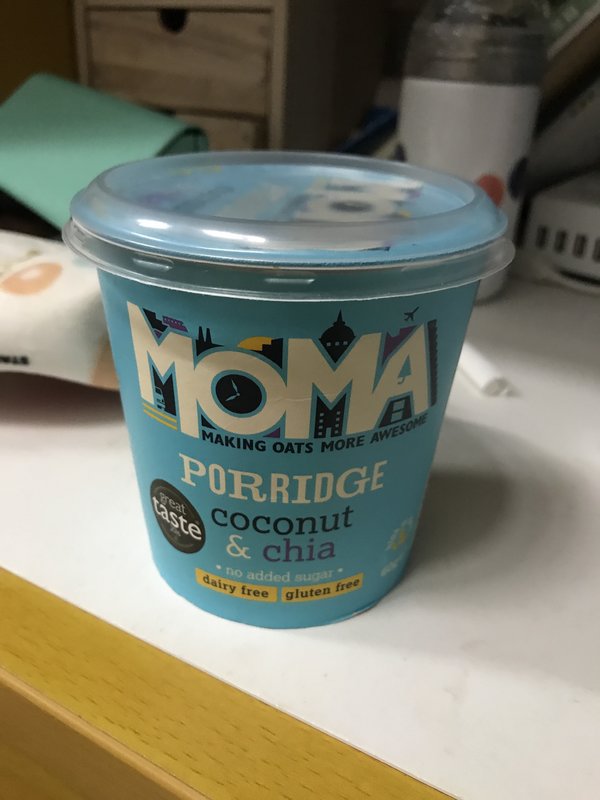 MOMA
MAKING OATS MORE AWESOME
PORRIDGE
great
taste
coconut
& chia
• no added sugar •
dairy free gluten free